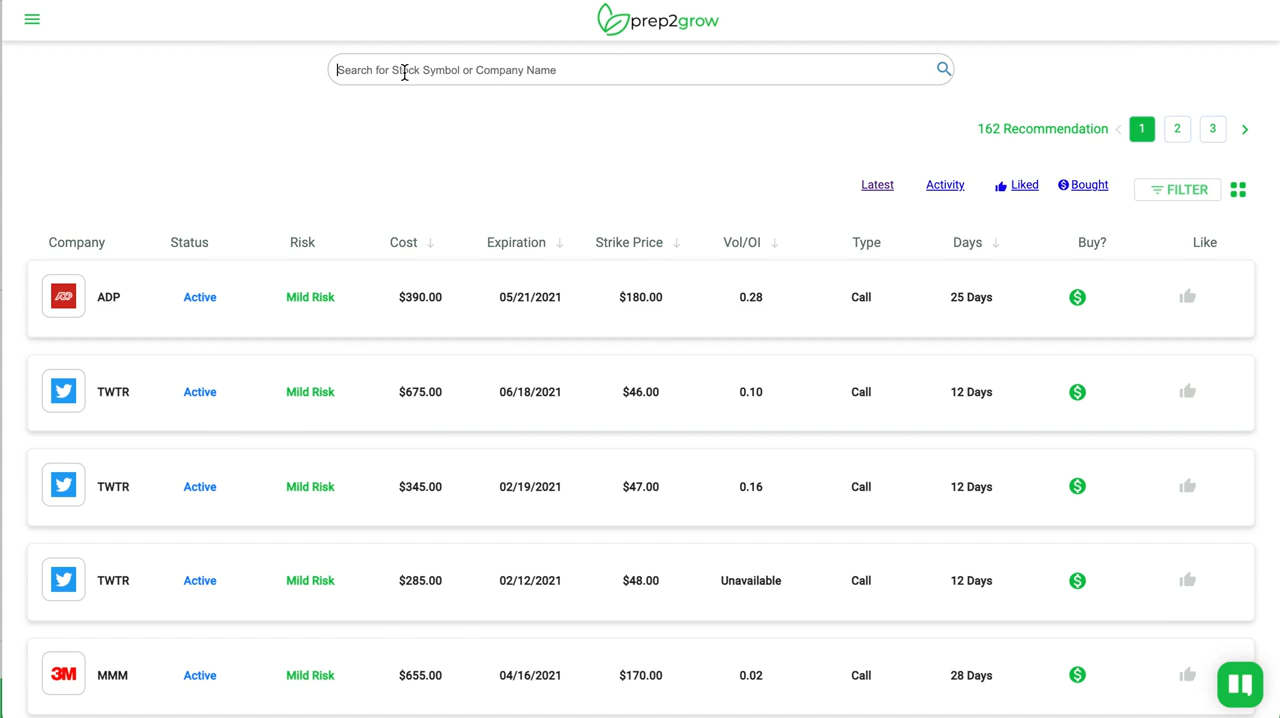 prep2grow
Search for Stock Symbol or Company Name
162 Recommendation 1 2 3
Latest Activity Liked Bought FILTER
Company Status Risk Cost Expiration Strike Price Vol/OI Type Days Buy? Like
ADP Active Mild Risk $390.00 05/21/2021 $180.00 0.28 Call 25 Days
TWTR Active Mild Risk $675.00 06/18/2021 $46.00 0.10 Call 12 Days
TWTR Active Mild Risk $345.00 02/19/2021 $47.00 0.16 Call 12 Days
TWTR Active Mild Risk $285.00 02/12/2021 $48.00 Unavailable Call 12 Days
3M MMM Active Mild Risk $655.00 04/16/2021 $170.00 0.02 Call 28 Days